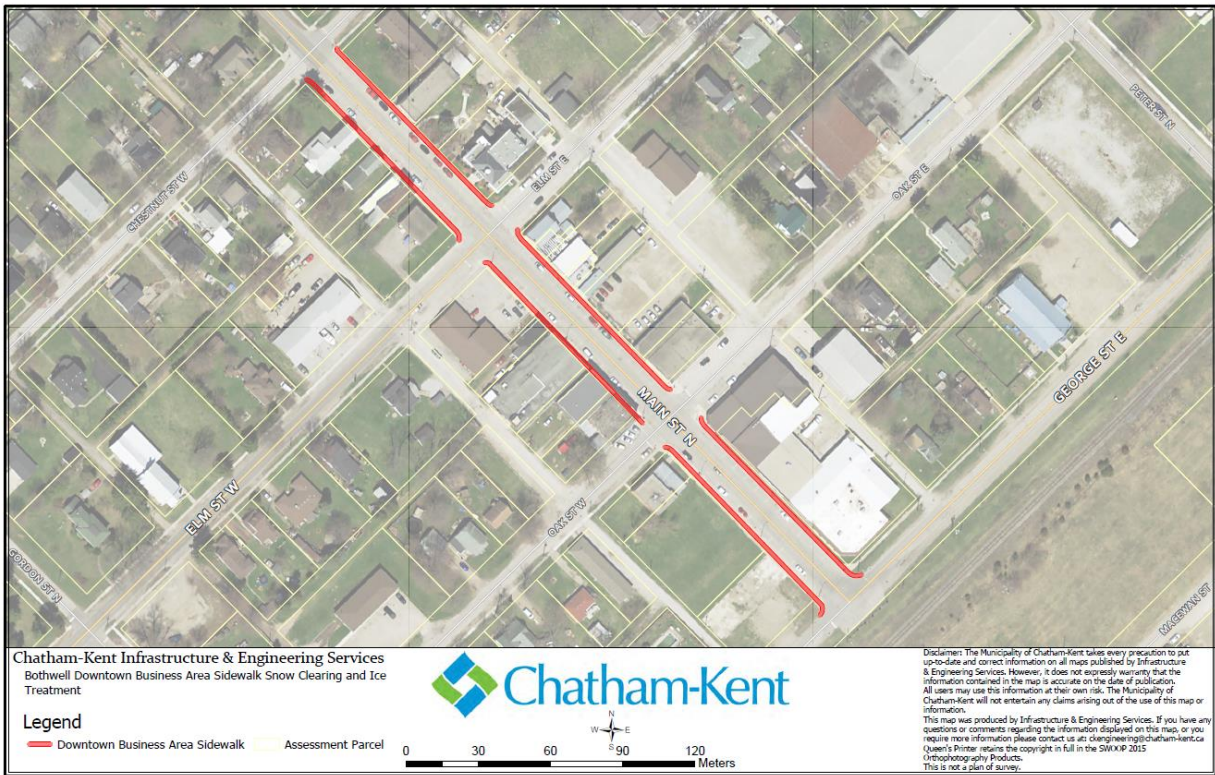 PETER ST N
CHESTNUT ST W
ELM ST E
OAK ST E
MAIN ST N
GEORGE ST E
ELM ST W
OAK ST W
GORDON ST N
MACEWAN ST
Chatham-Kent Infrastructure & Engineering Services
Bothwell Downtown Business Area Sidewalk Snow Clearing and Ice
Treatment
Legend
Downtown Business Area Sidewalk
Assessment Parcel
Chatham-Kent
N
W E
S
0 30 60 90 120
Meters
Disclaimer: The Municipality of Chatham-Kent takes every precaution to put
up-to-date and correct information on all maps published by Infrastructure
& Engineering Services. However, it does not expressly warranty that the
information contained in the map is accurate on the date of publication.
All users may use this information at their own risk. The Municipality of
Chatham-Kent will not entertain any claims arising out of the use of this map or
information.
This map was produced by Infrastructure & Engineering Services. If you have any
questions or comments regarding the information displayed on this map, or you
require more information please contact us at: ckengineering@chatham-kent.ca
Queen's Printer retains the copyright in full in the SWOOP 2015
Orthophotography Products.
This is not a plan of survey.